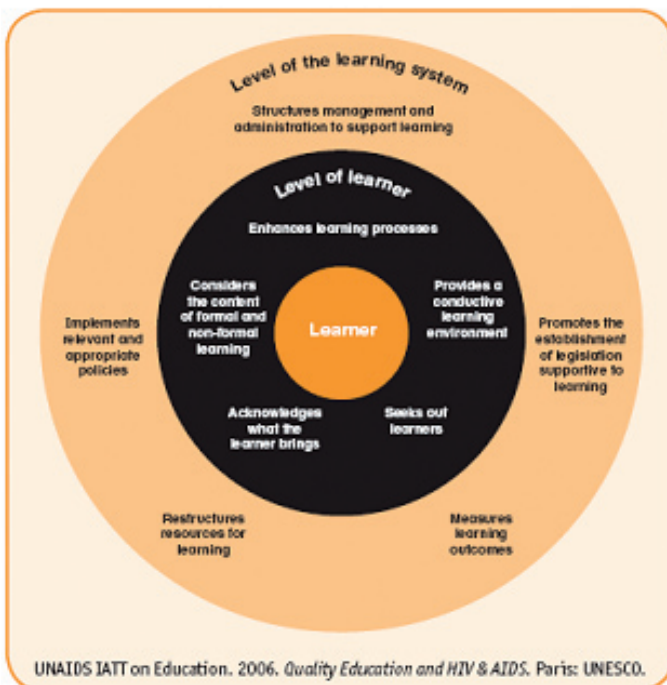 Level of the learning system
Structures management and
administration to support learning
Level of learner
Enhances learning processes
Considers
the content
of formal and
non-formal
learning
Learner
Provides a
conductive
learning
environment
Implements
relevant and
appropriate
policies
Promotes the
establishment
of legislation
supportive to
learning
Acknowledges
what the
learner brings
Seeks out
learners
Restructures
resources for
learning
Measures
learning
outcomes
UNAIDS IATT on Education. 2006. Quality Education and HIV & AIDS. Paris: UNESCO.